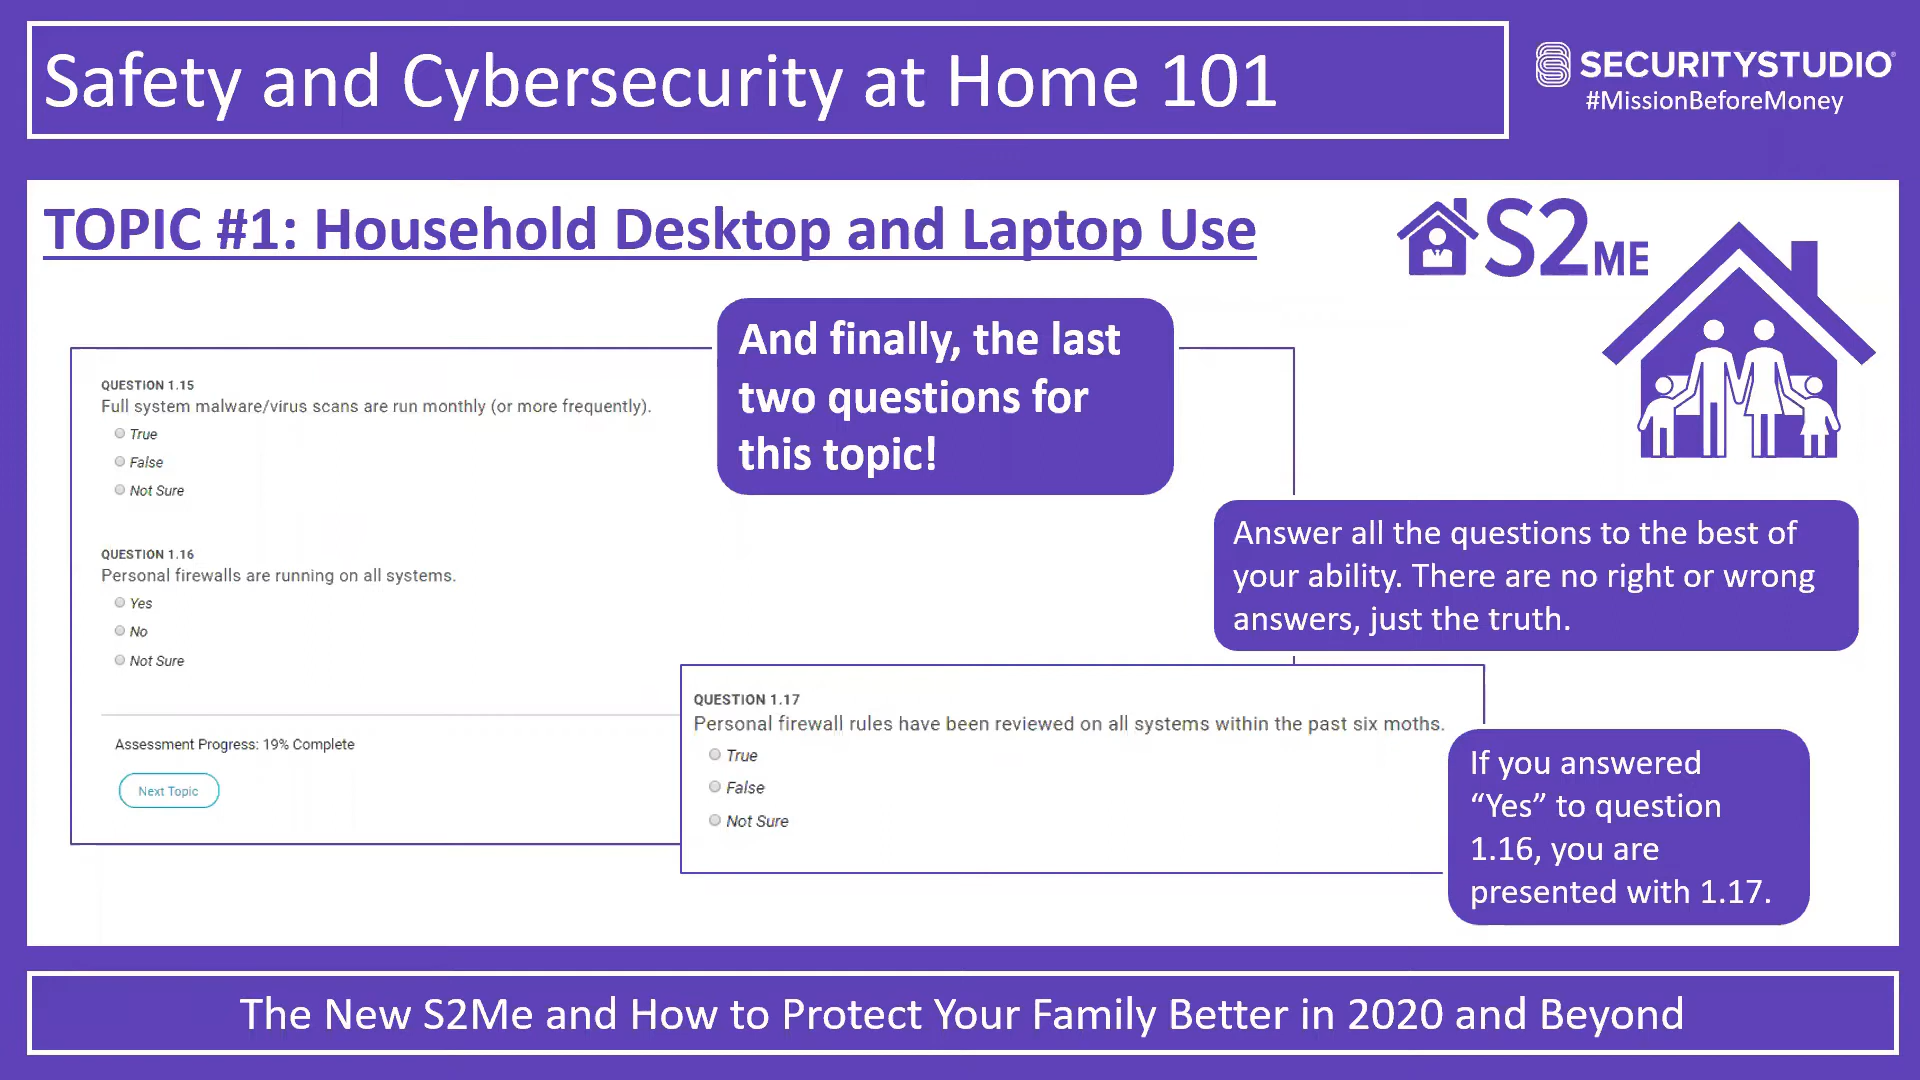 Safety and Cybersecurity at Home 101
SECURITYSTUDIO®
#MissionBeforeMoney
TOPIC #1: Household Desktop and Laptop Use
S2ME
And finally, the last
two questions for
this topic!
QUESTION 1.15
Full system malware/virus scans are run monthly (or more frequently).
True
False
Not Sure
QUESTION 1.16
Personal firewalls are running on all systems.
Yes
No
Not Sure
Assessment Progress: 19% Complete
Next Topic
Answer all the questions to the best of
your ability. There are no right or wrong
answers, just the truth.
QUESTION 1.17
Personal firewall rules have been reviewed on all systems within the past six moths.
True
False
Not Sure
If you answered
“Yes” to question
1.16, you are
presented with 1.17.
The New S2Me and How to Protect Your Family Better in 2020 and Beyond